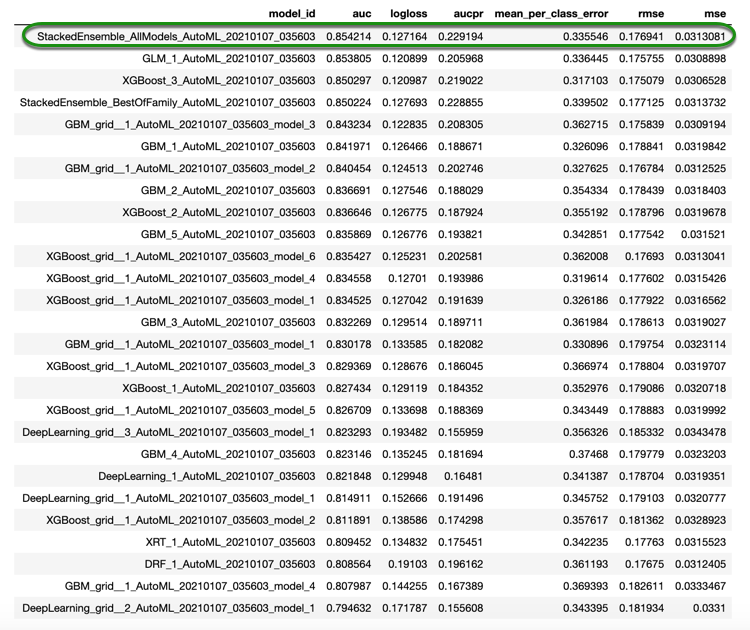 model_id auc logloss aucpr mean_per_class_error rmse mse
StackedEnsemble_AllModels_AutoML_20210107_035603 0.854214 0.127164 0.229194 0.335546 0.176941 0.0313081
GLM_1_AutoML_20210107_035603 0.853805 0.120899 0.205968 0.336445 0.175755 0.0308898
XGBoost_3_AutoML_20210107_035603 0.850297 0.120987 0.219022 0.317103 0.175079 0.0306528
StackedEnsemble_BestOfFamily_AutoML_20210107_035603 0.850224 0.127693 0.228855 0.339502 0.177125 0.0313732
GBM_grid__1_AutoML_20210107_035603_model_3 0.843234 0.122835 0.208305 0.362715 0.175839 0.0309194
GBM_1_AutoML_20210107_035603 0.841971 0.126466 0.188671 0.326096 0.178841 0.0319842
GBM_grid__1_AutoML_20210107_035603_model_2 0.840454 0.124513 0.202746 0.327625 0.176784 0.0312525
GBM_2_AutoML_20210107_035603 0.836691 0.127546 0.188029 0.354334 0.178439 0.0318403
XGBoost_2_AutoML_20210107_035603 0.836646 0.126775 0.187924 0.355192 0.178796 0.0319678
GBM_5_AutoML_20210107_035603 0.835869 0.126776 0.193821 0.342851 0.177542 0.031521
XGBoost_grid__1_AutoML_20210107_035603_model_6 0.835427 0.125231 0.202581 0.362008 0.17693 0.0313041
XGBoost_grid__1_AutoML_20210107_035603_model_4 0.834558 0.12701 0.193986 0.319614 0.177602 0.0315426
XGBoost_grid__1_AutoML_20210107_035603_model_1 0.834525 0.127042 0.191639 0.326186 0.177922 0.0316562
GBM_3_AutoML_20210107_035603 0.832269 0.129514 0.189711 0.361984 0.178613 0.0319027
GBM_grid__1_AutoML_20210107_035603_model_1 0.830178 0.133585 0.182082 0.330896 0.179754 0.0323114
XGBoost_grid__1_AutoML_20210107_035603_model_3 0.829369 0.128676 0.186045 0.366974 0.178804 0.0319707
XGBoost_1_AutoML_20210107_035603 0.827434 0.129119 0.184352 0.352976 0.179086 0.0320718
XGBoost_grid__1_AutoML_20210107_035603_model_5 0.826709 0.133698 0.188369 0.343449 0.178883 0.0319992
DeepLearning_grid__3_AutoML_20210107_035603_model_1 0.823293 0.193482 0.155959 0.356326 0.185332 0.0343478
GBM_4_AutoML_20210107_035603 0.823146 0.135245 0.181694 0.37468 0.179779 0.0323203
DeepLearning_1_AutoML_20210107_035603 0.821848 0.129948 0.16481 0.341387 0.178704 0.0319351
DeepLearning_grid__1_AutoML_20210107_035603_model_1 0.814911 0.152666 0.191496 0.345752 0.179103 0.0320777
XGBoost_grid__1_AutoML_20210107_035603_model_2 0.811891 0.138586 0.174298 0.357617 0.181362 0.0328923
XRT_1_AutoML_20210107_035603 0.809452 0.134832 0.175451 0.342235 0.17763 0.0315523
DRF_1_AutoML_20210107_035603 0.808564 0.19103 0.196162 0.361193 0.17675 0.0312405
GBM_grid__1_AutoML_20210107_035603_model_4 0.807987 0.144255 0.167389 0.369393 0.182611 0.0333467
DeepLearning_grid__2_AutoML_20210107_035603_model_1 0.794632 0.171787 0.155608 0.343395 0.181934 0.0331